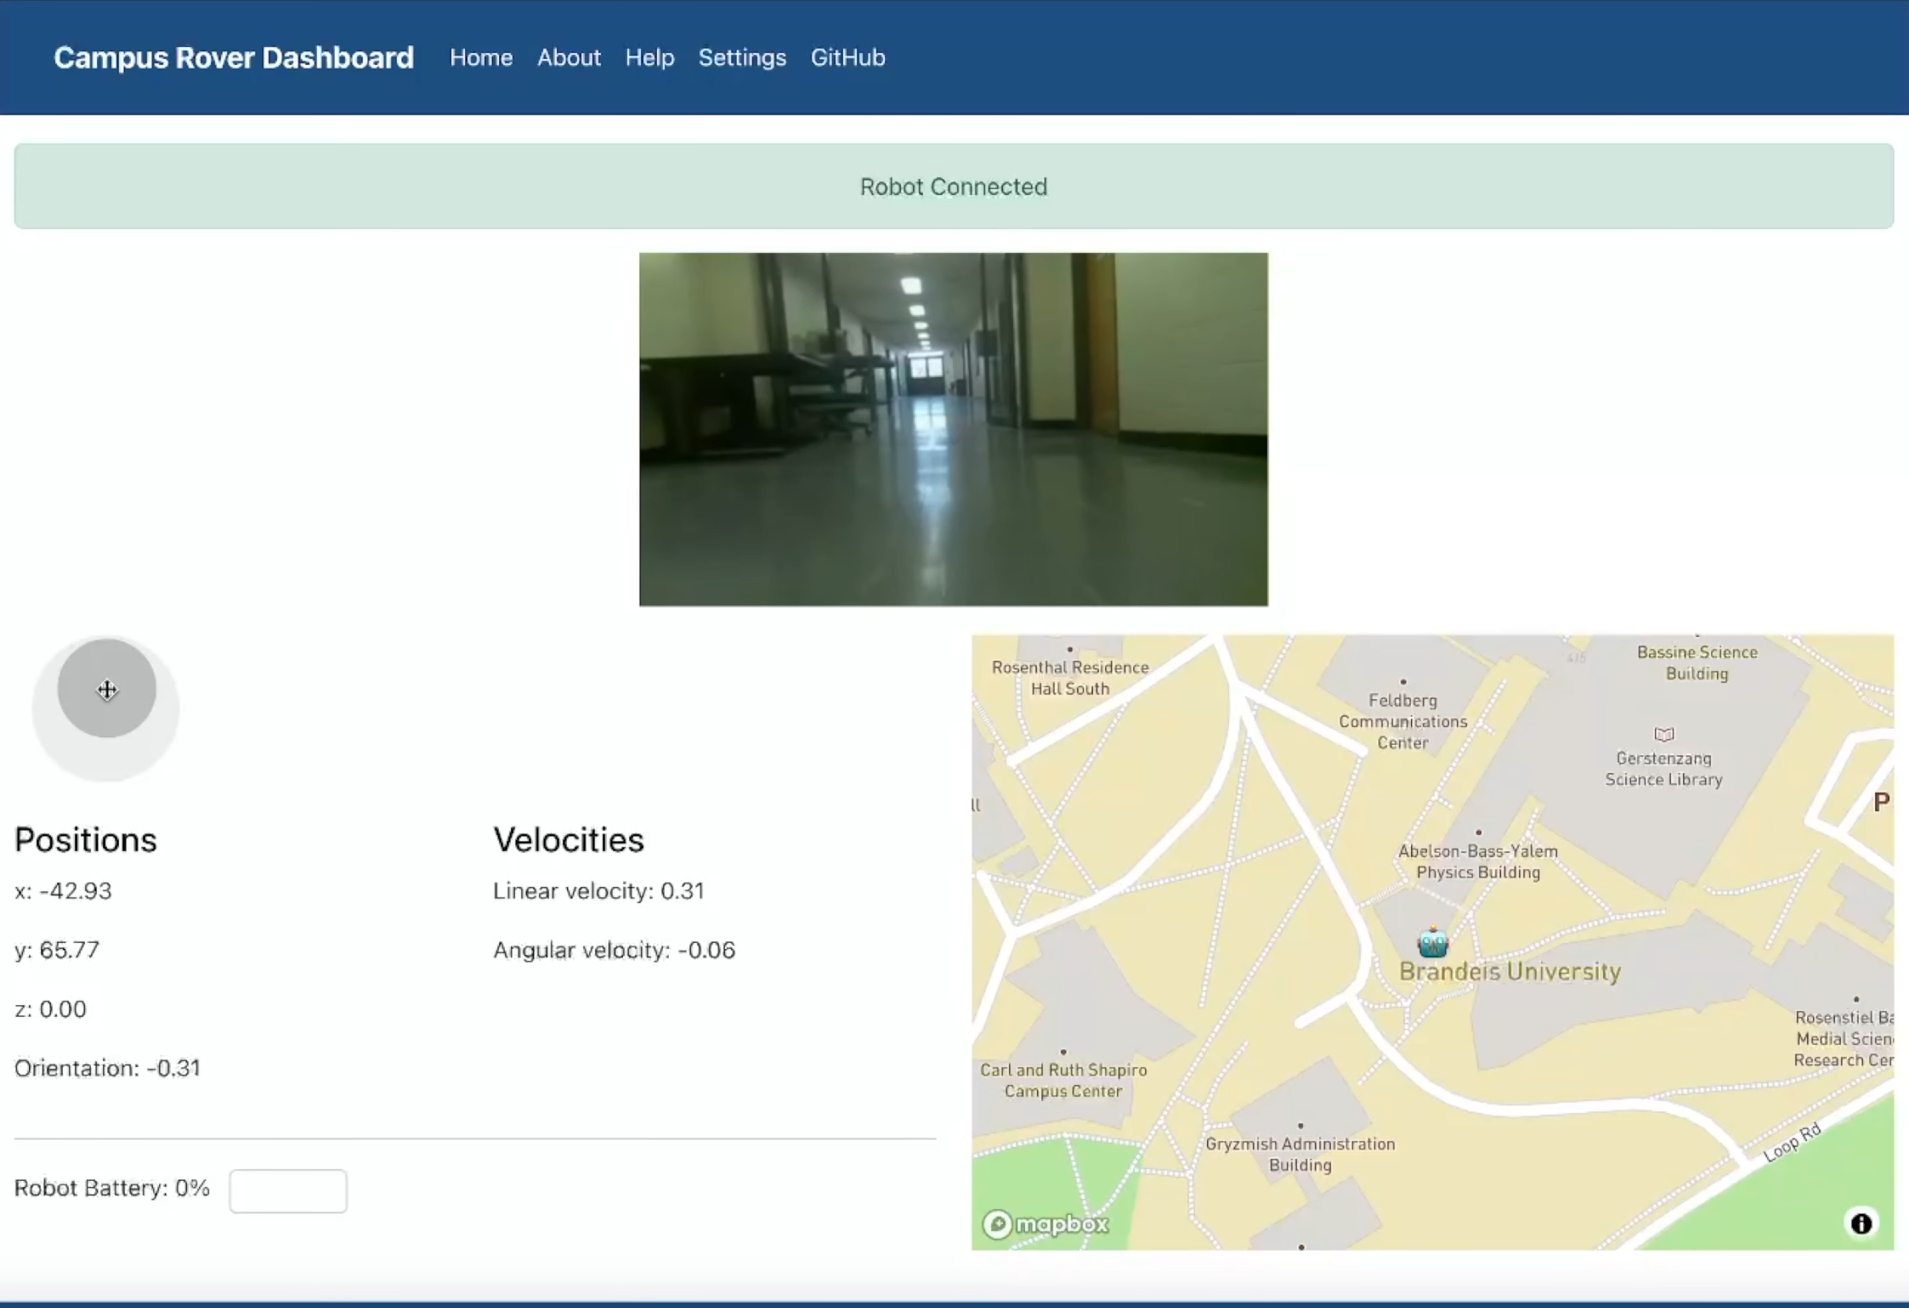 Campus Rover Dashboard
Home
About
Help
Settings
GitHub
Robot Connected
Positions
x: -42.93
y: 65.77
z: 0.00
Orientation: -0.31
Velocities
Linear velocity: 0.31
Angular velocity: -0.06
Robot Battery: 0%
Rosenthal Residence
Hall South
Feldberg
Communications
Center
415
Bassine Science
Building
Gerstenzang
Science Library
P
ll
Abelson-Bass-Yalem
Physics Building
Brandeis University
Rosenstiel Ba
Medial Scien
Research Cer
Carl and Ruth Shapiro
Campus Center
Gryzmish Administration
Building
Loop Rd
mapbox